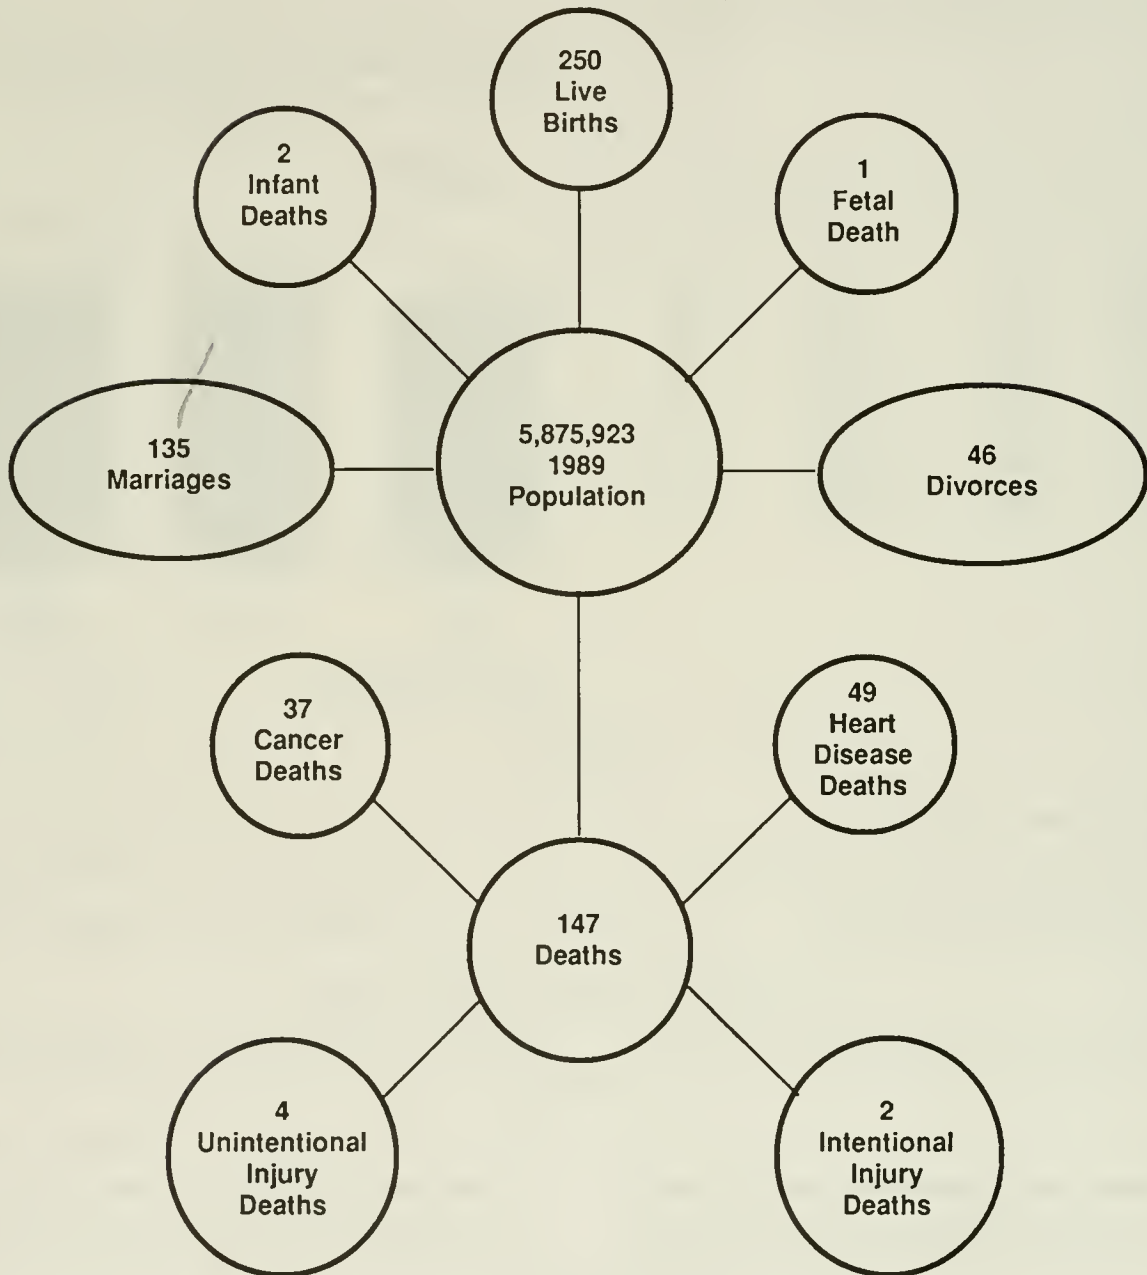 250
Live
Births
2
Infant
Deaths
1
Fetal
Death
135
Marriages
5,875,923
1989
Population
46
Divorces
37
Cancer
Deaths
49
Heart
Disease
Deaths
147
Deaths
4
Unintentional
Injury
Deaths
2
Intentional
Injury
Deaths